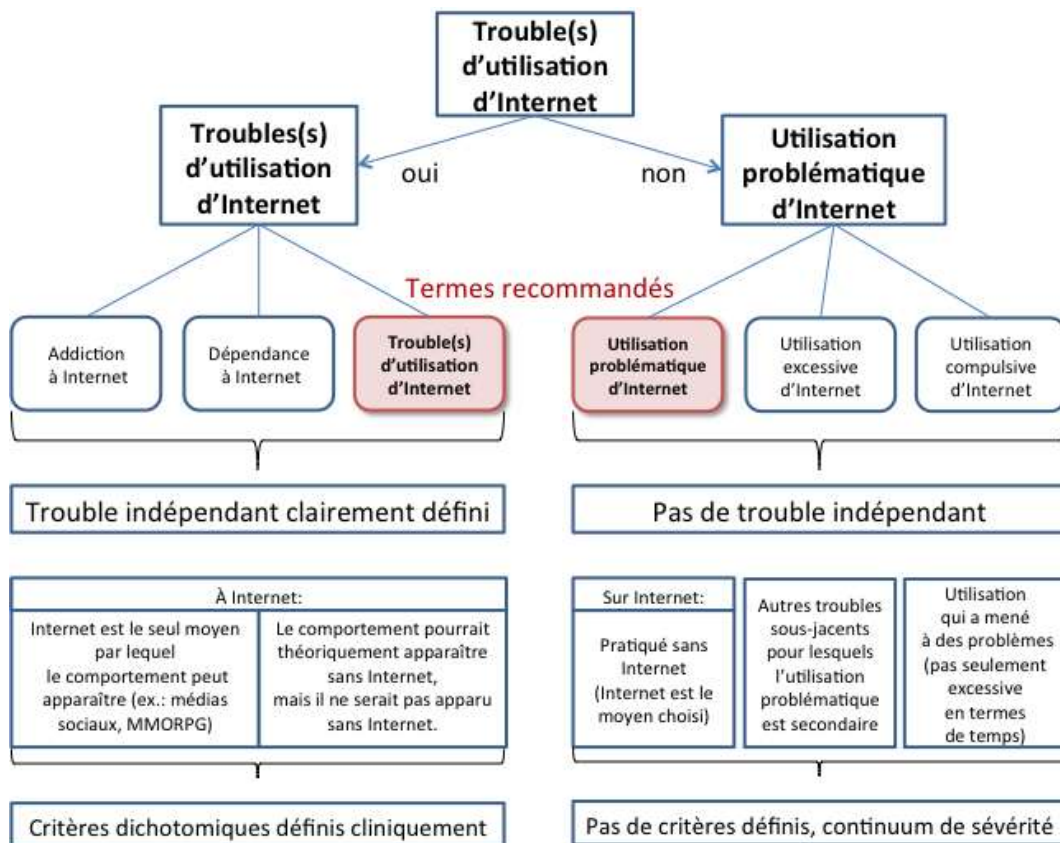 Trouble(s)
d'utilisation
d'Internet
Troubles(s)
d'utilisation
d'Internet
oui
non
Utilisation
problématique
d'Internet
Termes recommandés
Addiction
à Internet
Dépendance
à Internet
Trouble(s)
d'utilisation
d'Internet
Utilisation
problématique
d'Internet
Utilisation
excessive
d'Internet
Utilisation
compulsive
d'Internet
Trouble indépendant clairement défini
Pas de trouble indépendant
À Internet:
Internet est le seul moyen
par lequel
le comportement peut
apparaître (ex.: médias
sociaux, MMORPG)
Le comportement pourrait
théoriquement apparaître
sans Internet,
mais il ne serait pas apparu
sans Internet.
Sur Internet:
Pratiqué sans
Internet
(Internet est le
moyen choisi)
Autres troubles
sous-jacents
pour lesquels
l'utilisation
problématique
est secondaire
Utilisation
qui a mené
à des problèmes
(pas seulement
excessive
en termes
de temps)
Critères dichotomiques définis cliniquement
Pas de critères définis, continuum de sévérité